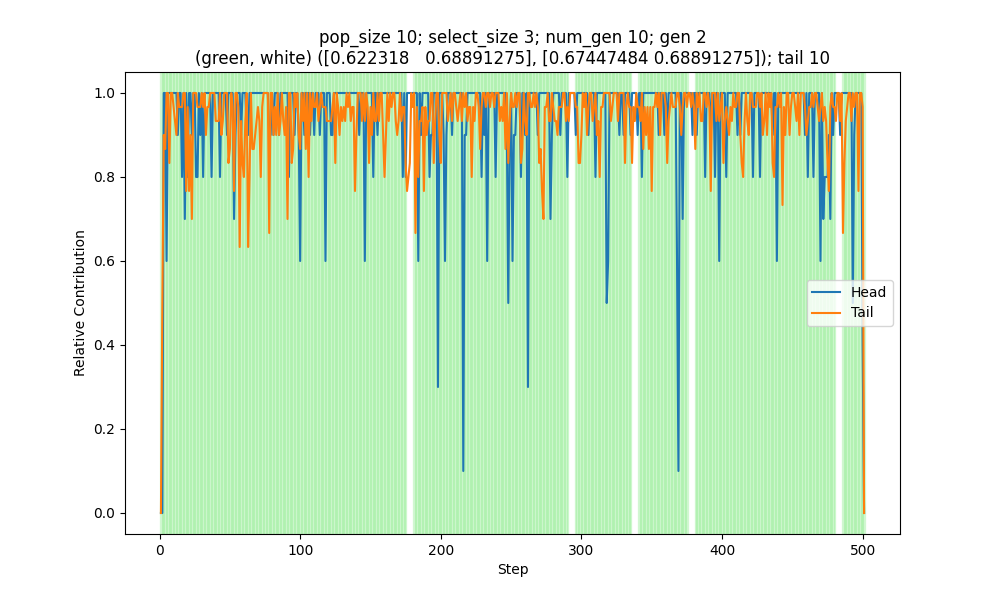 pop_size 10; select_size 3; num_gen 10; gen 2
(green, white) ([0.622318   0.68891275], [0.67447484 0.68891275]); tail 10
1.0
0.8
0.6
0.4
0.2
0.0
Relative Contribution
Head
Tail
0 100 200 300 400 500
Step